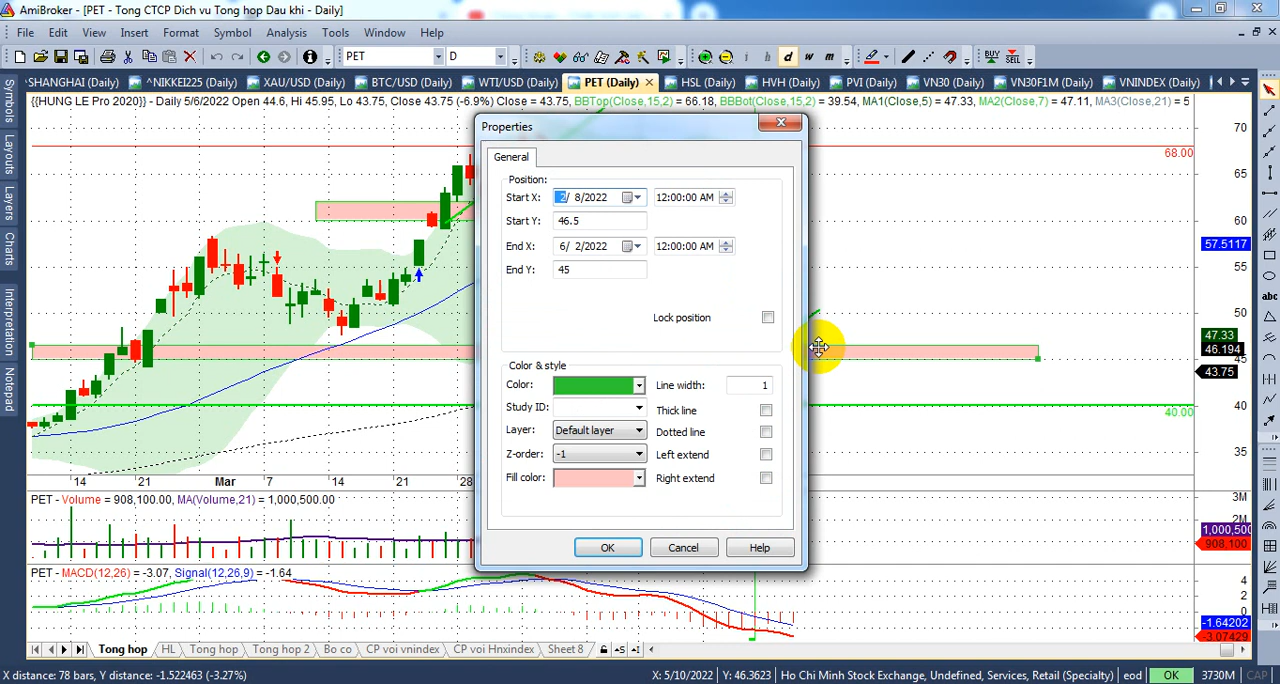 AmiBroker - [PET - Tong CTCP Dich vu Tong hop Dau khi - Daily]
File Edit View Insert Format Symbol Analysis Tools Window Help
PET D i h d w m BUY SELL
SHANGHAI (Daily) ^NIKKEI225 (Daily) XAU/USD (Daily) BTC/USD (Daily) WTI/USD (Daily) PET (Daily) HSL (Daily) HVH (Daily) PVI (Daily) VN30 (Daily) VN30F1M (Daily) VNINDEX (Daily)
{{HUNG LE Pro 2020}} - Daily 5/6/2022 Open 44.6, Hi 45.95, Lo 43.75, Close 43.75 (-6.9%) Close = 43.75, BBTop(Close,15,2) = 66.18, BBBot(Close,15,2) = 39.54, MA1(Close,5) = 47.33, MA2(Close,7) = 47.11, MA3(Close,21) = 5
Symbols
Layouts
Layers
Charts
Interpretation
Notepad
Properties
General
Position:
Start X: 2/ 8/2022 12:00:00 AM
Start Y: 46.5
End X: 6/ 2/2022 12:00:00 AM
End Y: 45
Lock position
Color & style
Color: Line width: 1
Study ID: Thick line
Layer: Default layer Dotted line
Z-order: -1 Left extend
Fill color: Right extend
OK Cancel Help
70
68.00
65
60
57.5117
55
50
47.33
46.194
45
43.75
40
40.00
35
14 21 Mar 7 14 21 28
PET - Volume = 908,100.00, MA(Volume,21) = 1,000,500.00
3M
2M
1,000,500
908,100
PET - MACD(12,26) = -3.07, Signal(12,26,9) = -1.64
4
2
0
-1.64202
-3.07429
Tong hop HL Tong hop Tong hop 2 Bo co CP voi vnindex CP voi Hnxindex Sheet 8
X distance: 78 bars, Y distance: -1.522463 (-3.27%) X: 5/10/2022 Y: 46.3623 Ho Chi Minh Stock Exchange, Undefined, Services, Retail (Specialty) eod OK 3730M CAP
abc